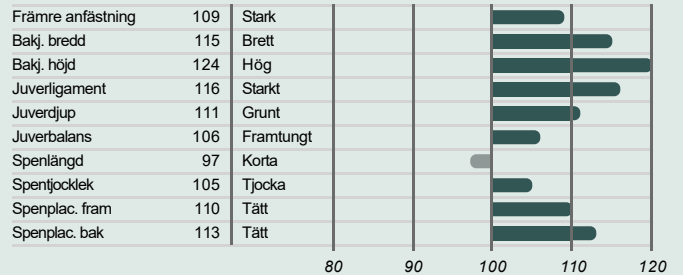 Främre anfästning 109 Stark
Bakj. bredd 115 Brett
Bakj. höjd 124 Hög
Juverligament 116 Starkt
Juverdjup 111 Grunt
Juverbalans 106 Framtungt
Spenlängd 97 Korta
Spentjocklek 105 Tjocka
Spenplac. fram 110 Tätt
Spenplac. bak 113 Tätt
80 90 100 110 120